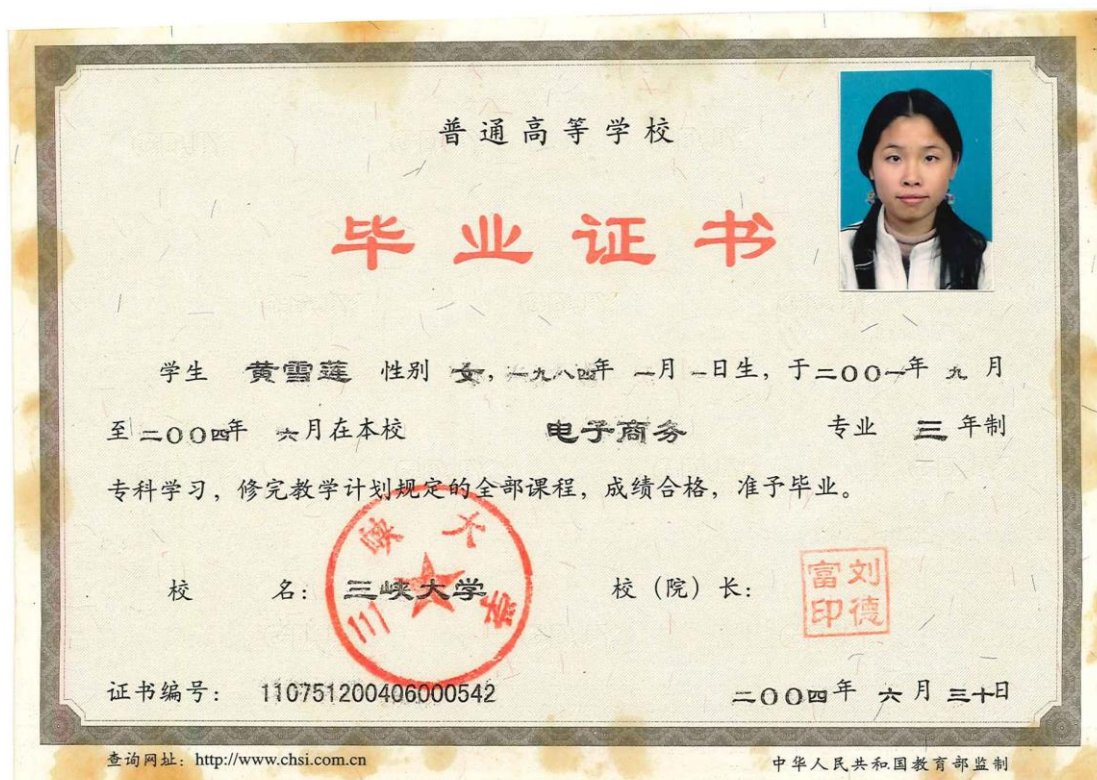 普通高等学校
毕业证书
学生 黄雪莲 性别 女，一九八四年 一月 一日生，于二〇〇一年 九 月
至二〇〇四年 六月在本校 电子商务 专业 三 年制
专科学习，修完教学计划规定的全部课程，成绩合格，准予毕业。
校 名： 三峡大学 校（院）长：
三峡大学
刘德富印
证书编号： 110751200406000542 二〇〇四年 六 月 三十日
查询网址：http://www.chsi.com.cn 中华人民共和国教育部监制